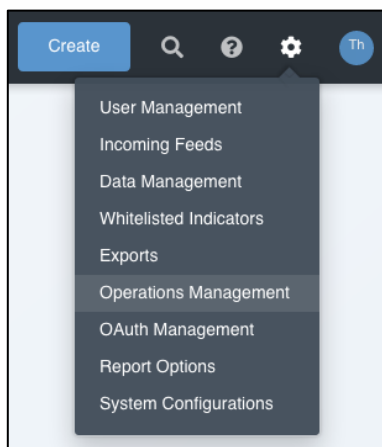 Create
Th
User Management
Incoming Feeds
Data Management
Whitelisted Indicators
Exports
Operations Management
OAuth Management
Report Options
System Configurations